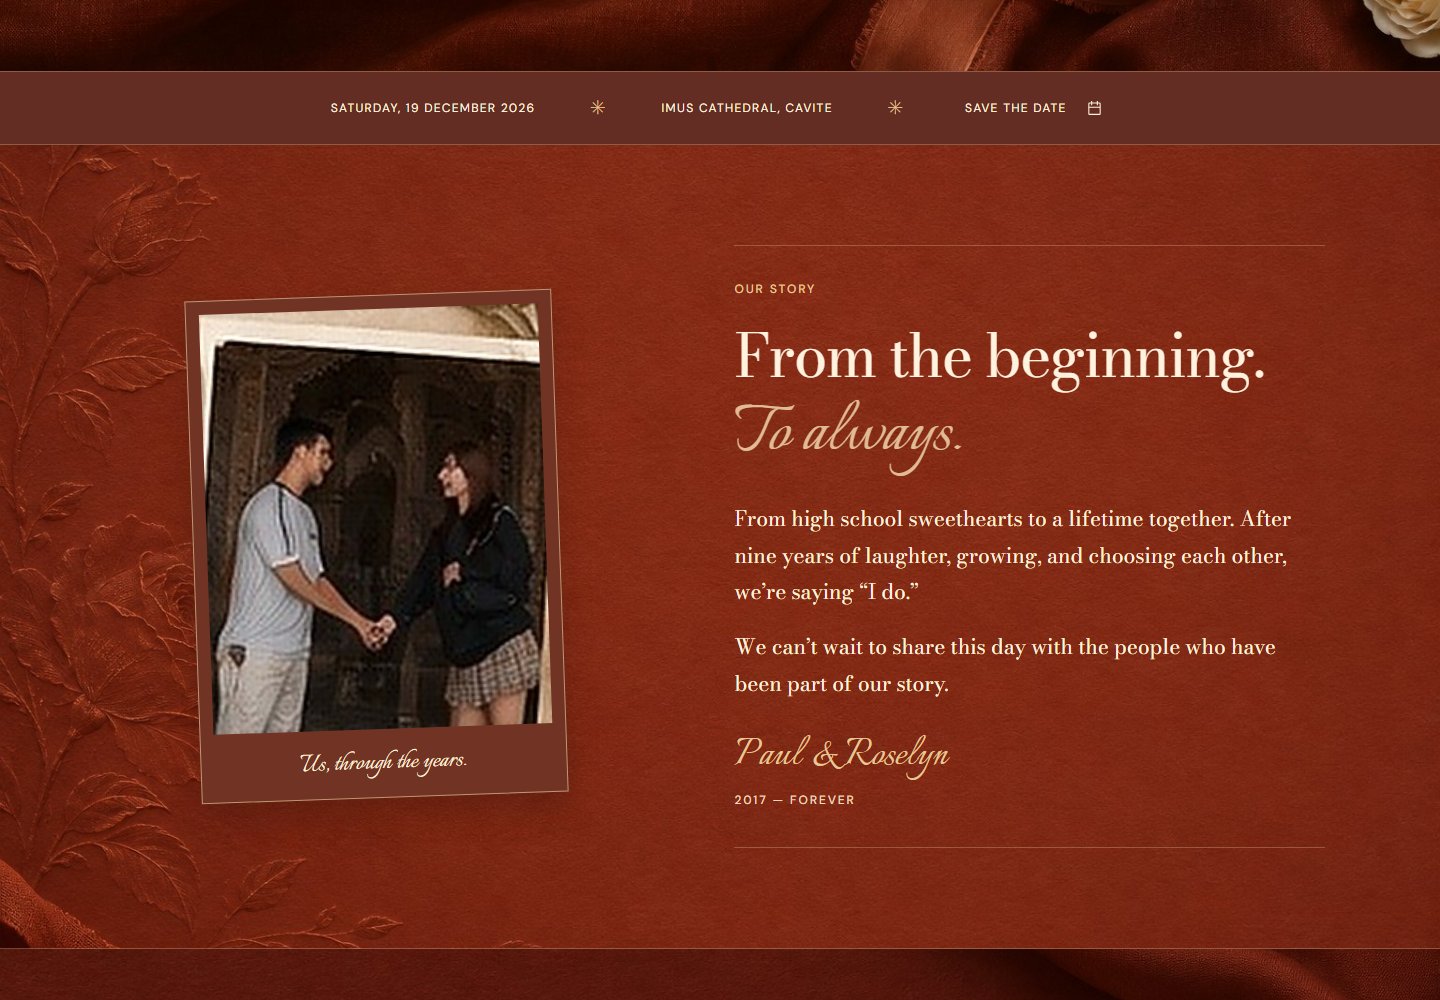 SATURDAY, 19 DECEMBER 2026
IMUS CATHEDRAL, CAVITE
SAVE THE DATE
Us, through the years.
OUR STORY
From the beginning.
To always.
From high school sweethearts to a lifetime together. After
nine years of laughter, growing, and choosing each other,
we’re saying “I do.”
We can’t wait to share this day with the people who have
been part of our story.
Paul & Roselyn
2017 — FOREVER